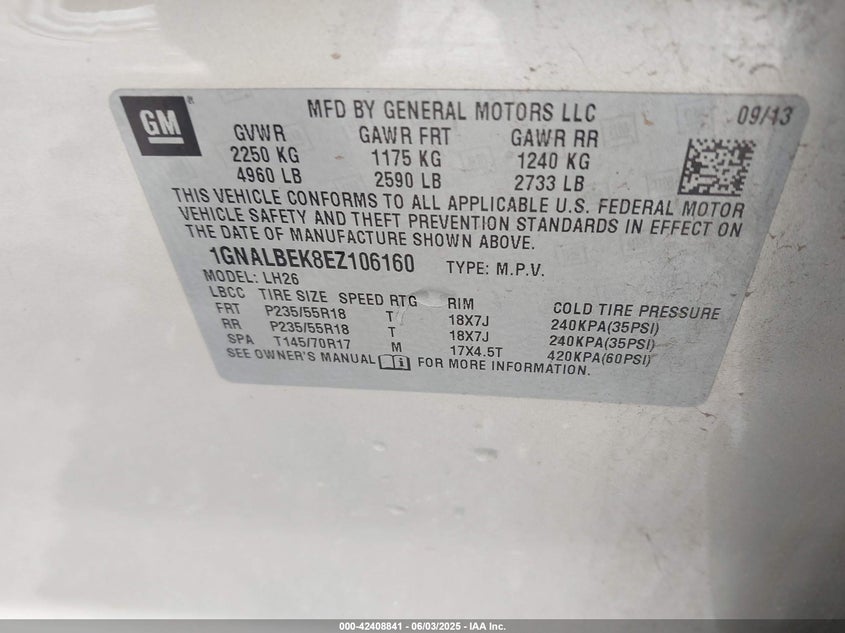 GM
MFD BY GENERAL MOTORS LLC 09/13
GVWR GAWR FRT GAWR RR
2250 KG 1175 KG 1240 KG
4960 LB 2590 LB 2733 LB
THIS VEHICLE CONFORMS TO ALL APPLICABLE U.S. FEDERAL MOTOR
VEHICLE SAFETY AND THEFT PREVENTION STANDARDS IN EFFECT ON
THE DATE OF MANUFACTURE SHOWN ABOVE.
1GNALBEK8EZ106160 TYPE: M.P.V.
MODEL: LH26
LBCC TIRE SIZE SPEED RTG RIM COLD TIRE PRESSURE
FRT P235/55R18 T 18X7J 240KPA(35PSI)
RR P235/55R18 T 18X7J 240KPA(35PSI)
SPA T145/70R17 M 17X4.5T 420KPA(60PSI)
SEE OWNER'S MANUAL FOR MORE INFORMATION.
000-42408841 - 06/03/2025 - IAA Inc.